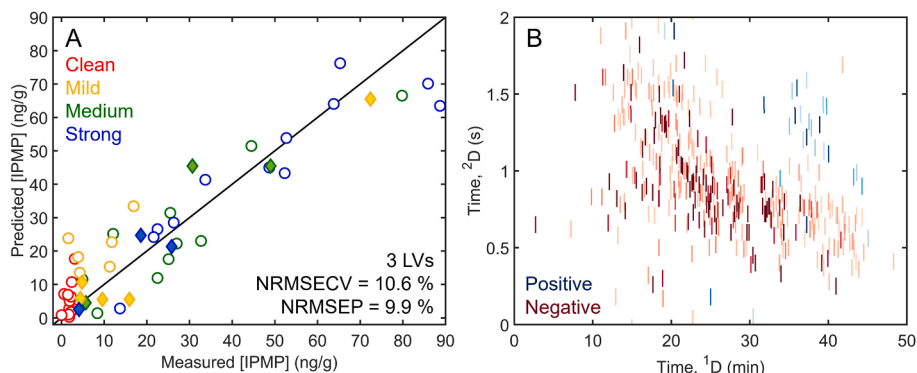 A
Clean
Mild
Medium
Strong
3 LVs
NRMSECV = 10.6 %
NRMSEP = 9.9 %
90
80
70
60
50
40
30
20
10
0
Predicted [IPMP] (ng/g)
0 10 20 30 40 50 60 70 80 90
Measured [IPMP] (ng/g)
B
Positive
Negative
2
1.5
1
0.5
0
Time, ²D (s)
0 10 20 30 40 50
Time, ¹D (min)